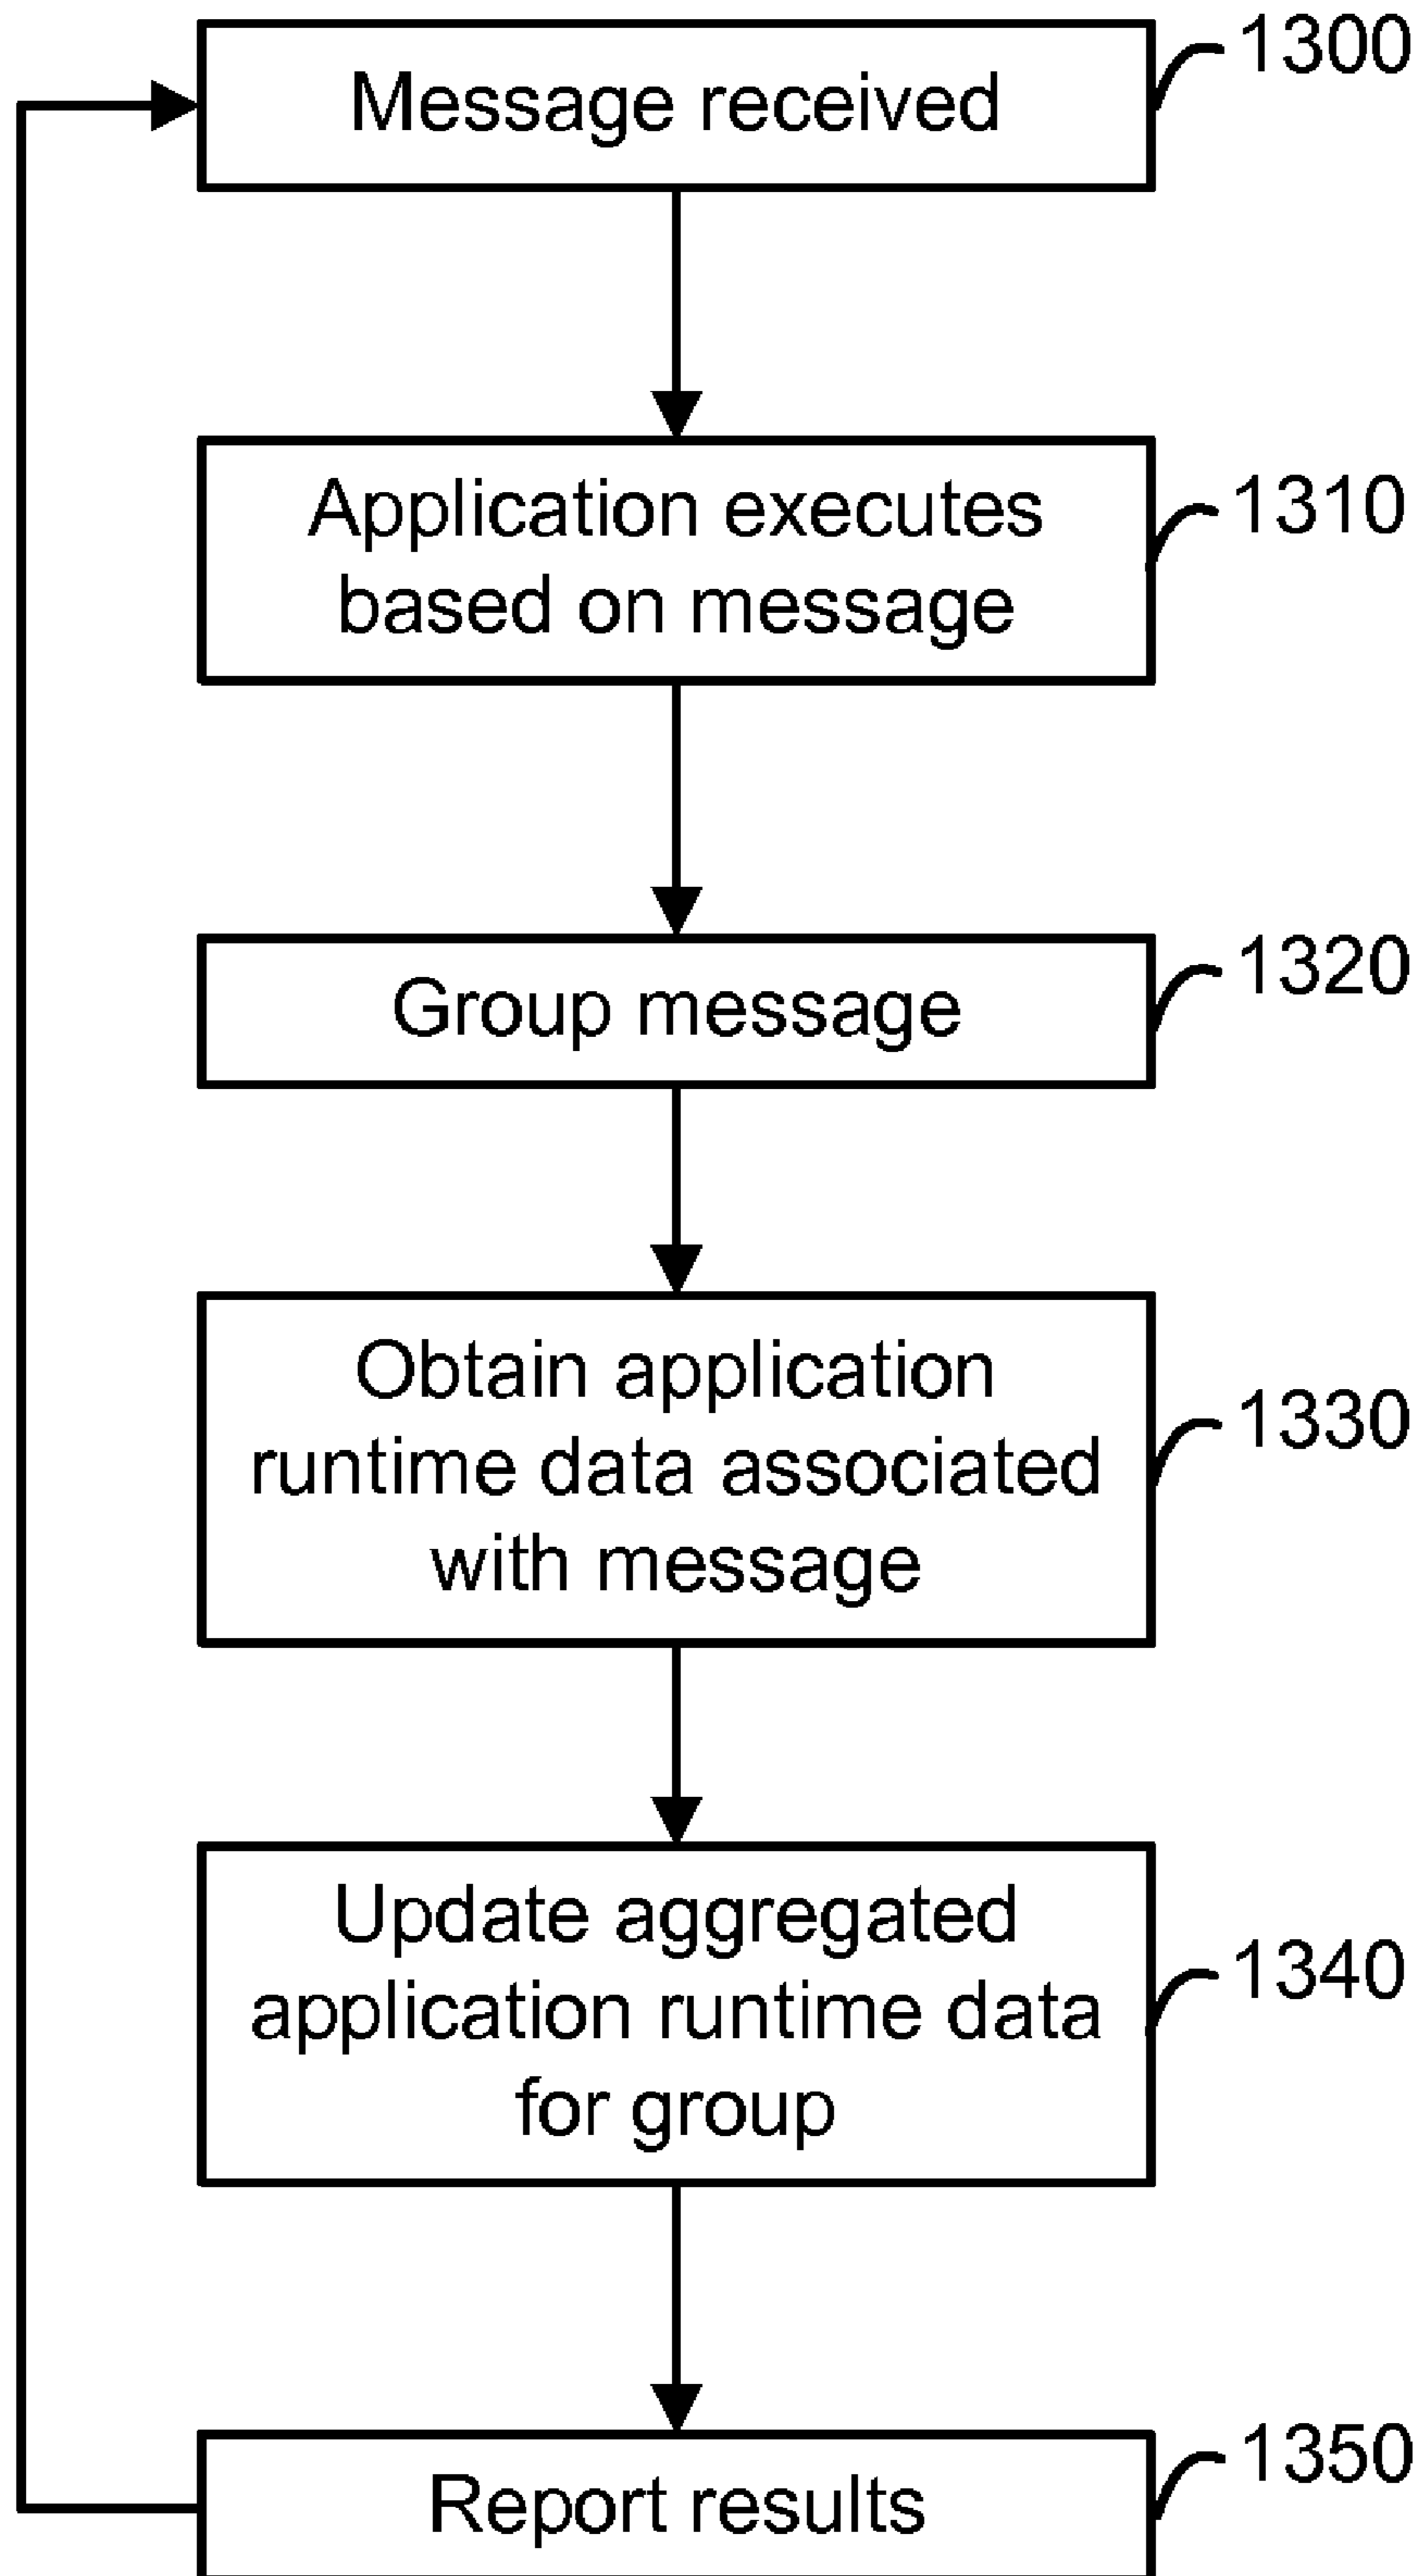 Message received
1300
Application executes
based on message
1310
Group message
1320
Obtain application
runtime data associated
with message
1330
Update aggregated
application runtime data
for group
1340
Report results
1350